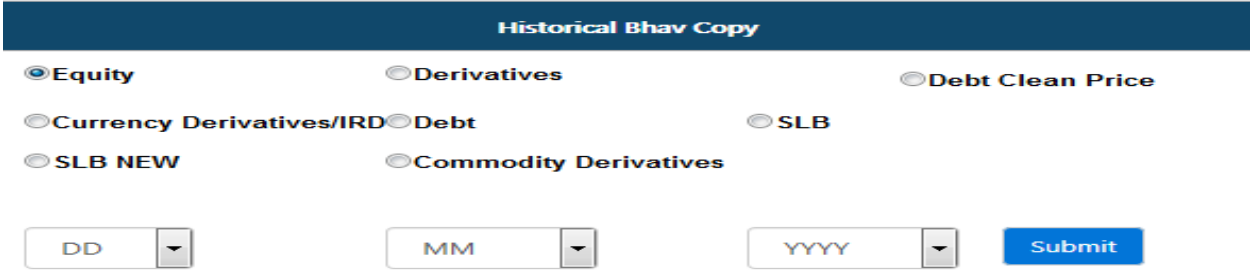 Historical Bhav Copy
Equity Derivatives Debt Clean Price
Currency Derivatives/IRD Debt SLB
SLB NEW Commodity Derivatives
DD MM YYYY Submit